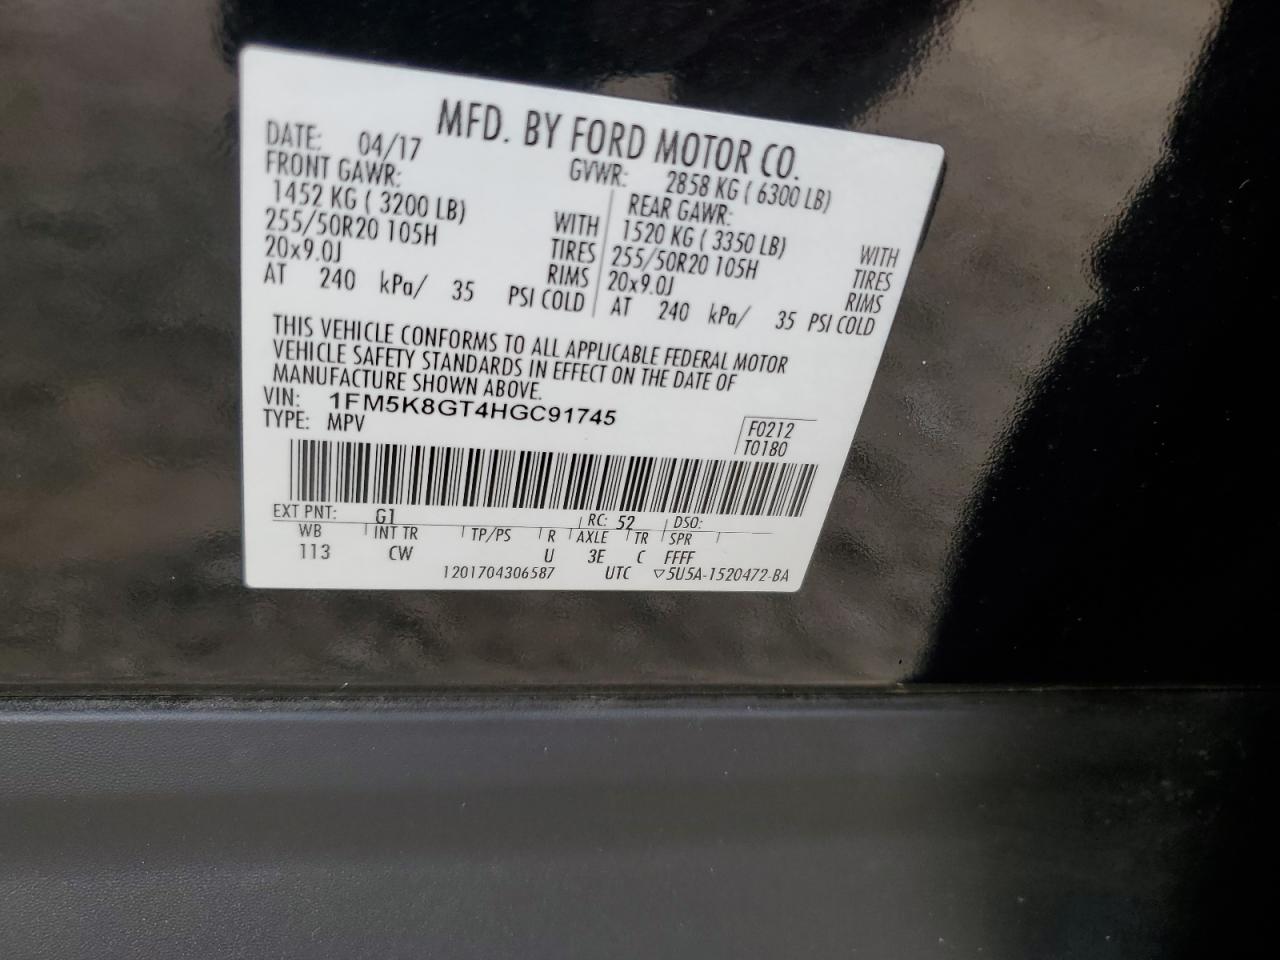 MFD. BY FORD MOTOR CO.
DATE: 04/17 GVWR: 2858 KG ( 6300 LB)
FRONT GAWR: REAR GAWR:
1452 KG ( 3200 LB) WITH 1520 KG ( 3350 LB) WITH
255/50R20 105H TIRES 255/50R20 105H TIRES
20x9.0J RIMS 20x9.0J RIMS
AT 240 kPa/ 35 PSI COLD AT 240 kPa/ 35 PSI COLD
THIS VEHICLE CONFORMS TO ALL APPLICABLE FEDERAL MOTOR
VEHICLE SAFETY STANDARDS IN EFFECT ON THE DATE OF
MANUFACTURE SHOWN ABOVE.
VIN: 1FM5K8GT4HGC91745
TYPE: MPV
F0212
T0180
EXT PNT: G1 RC: 52 DSO:
WB INT TR TP/PS R AXLE TR SPR
113 CW U 3E C FFFF
1201704306587 UTC ▽5U5A-1520472-BA